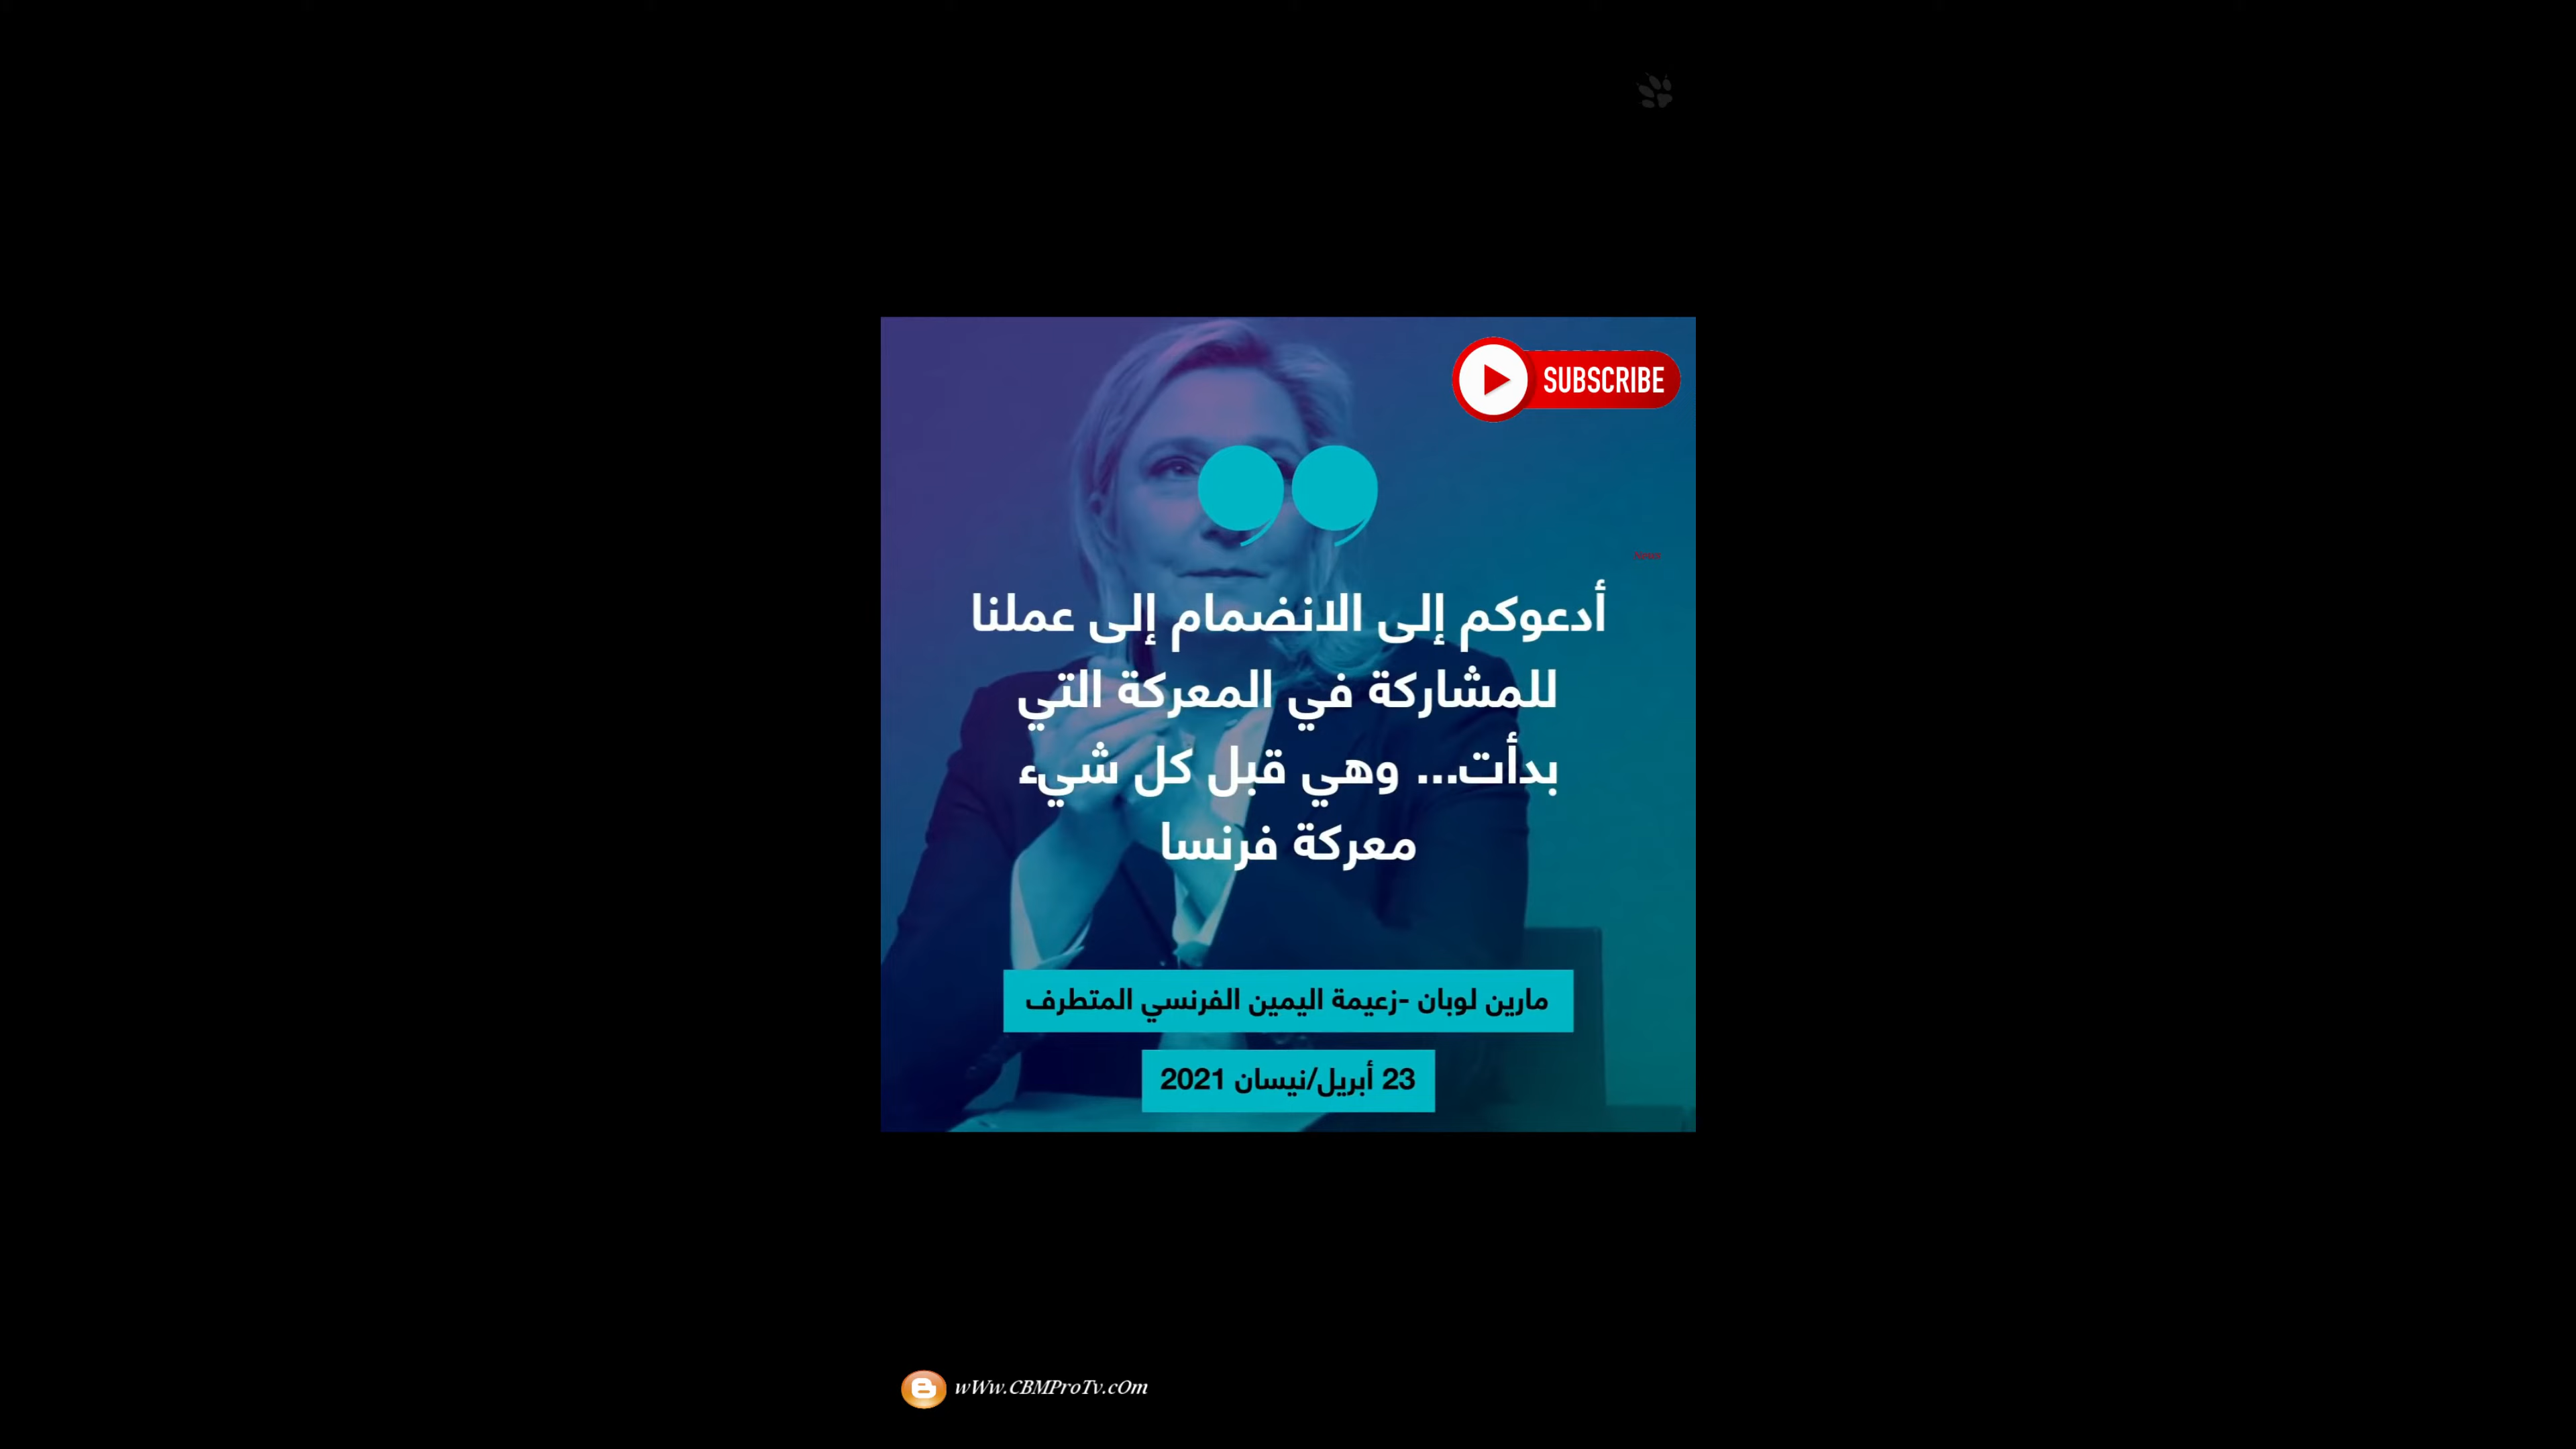 SUBSCRIBE
أدعوكم إلى الانضمام إلى عملنا
للمشاركة في المعركة التي
بدأت... وهي قبل كل شيء
معركة فرنسا
مارين لوبان -زعيمة اليمين الفرنسي المتطرف
23 أبريل/نيسان 2021
wWw.CBMProTv.cOm